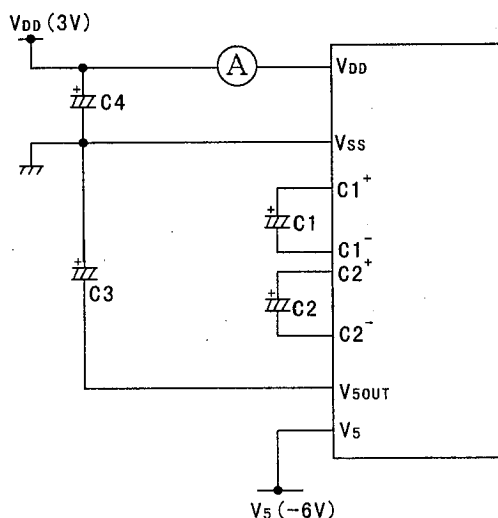 VDD (3V)
A
VDD
C4
VSS
C1+
C1
C1-
C2+
C3
C2
C2-
V5OUT
V5
V5 (-6V)